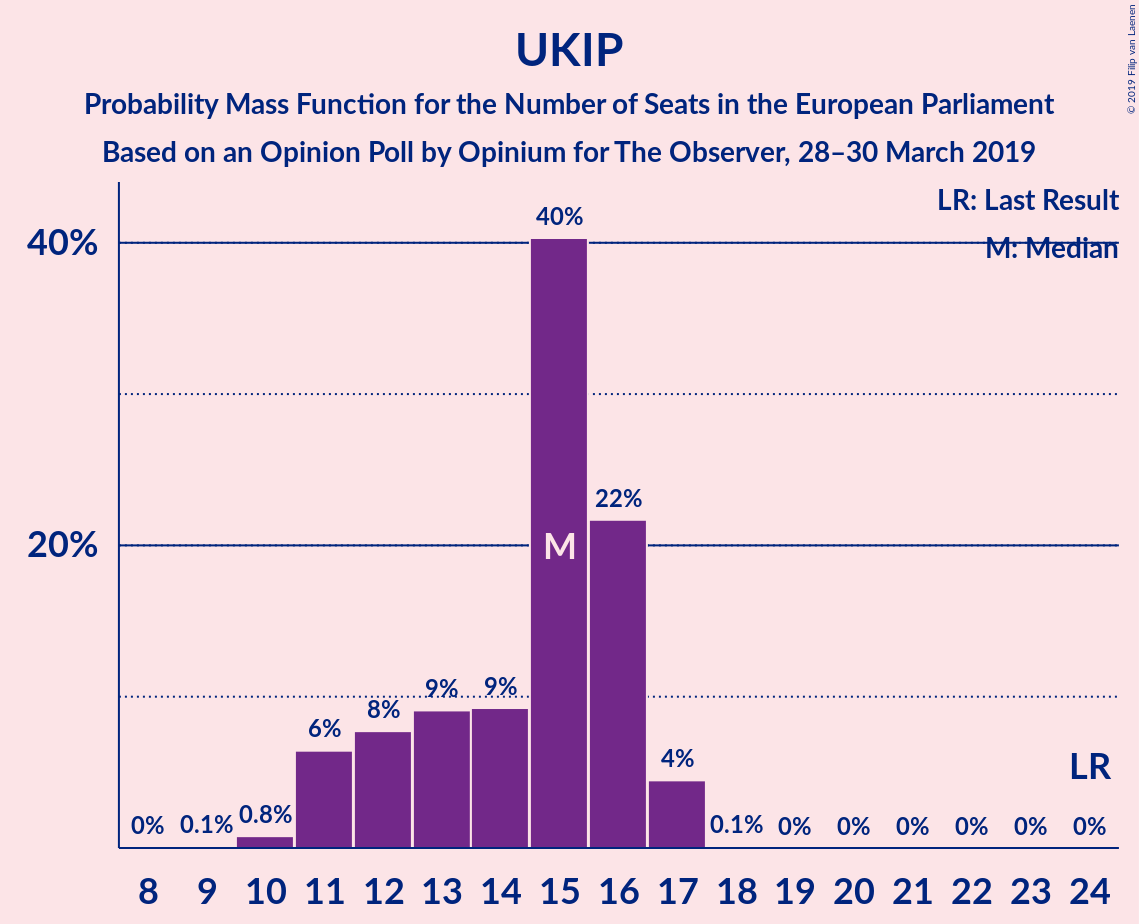 UKIP
Probability Mass Function for the Number of Seats in the European Parliament
Based on an Opinion Poll by Opinium for The Observer, 28–30 March 2019
© 2019 Filip van Laenen
LR: Last Result
M: Median
40%
20%
0%
0.1%
0.8%
6%
8%
9%
9%
40%
M
22%
4%
0.1%
0%
0%
0%
0%
0%
0%
LR
8 9 10 11 12 13 14 15 16 17 18 19 20 21 22 23 24